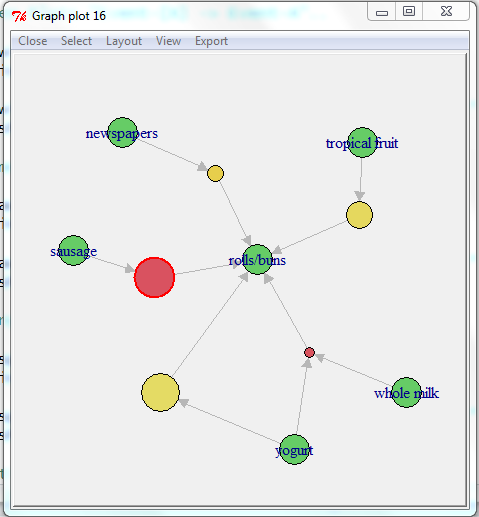 Graph plot 16
Close Select Layout View Export
newspapers
tropical fruit
sausage
rolls/buns
whole milk
yogurt